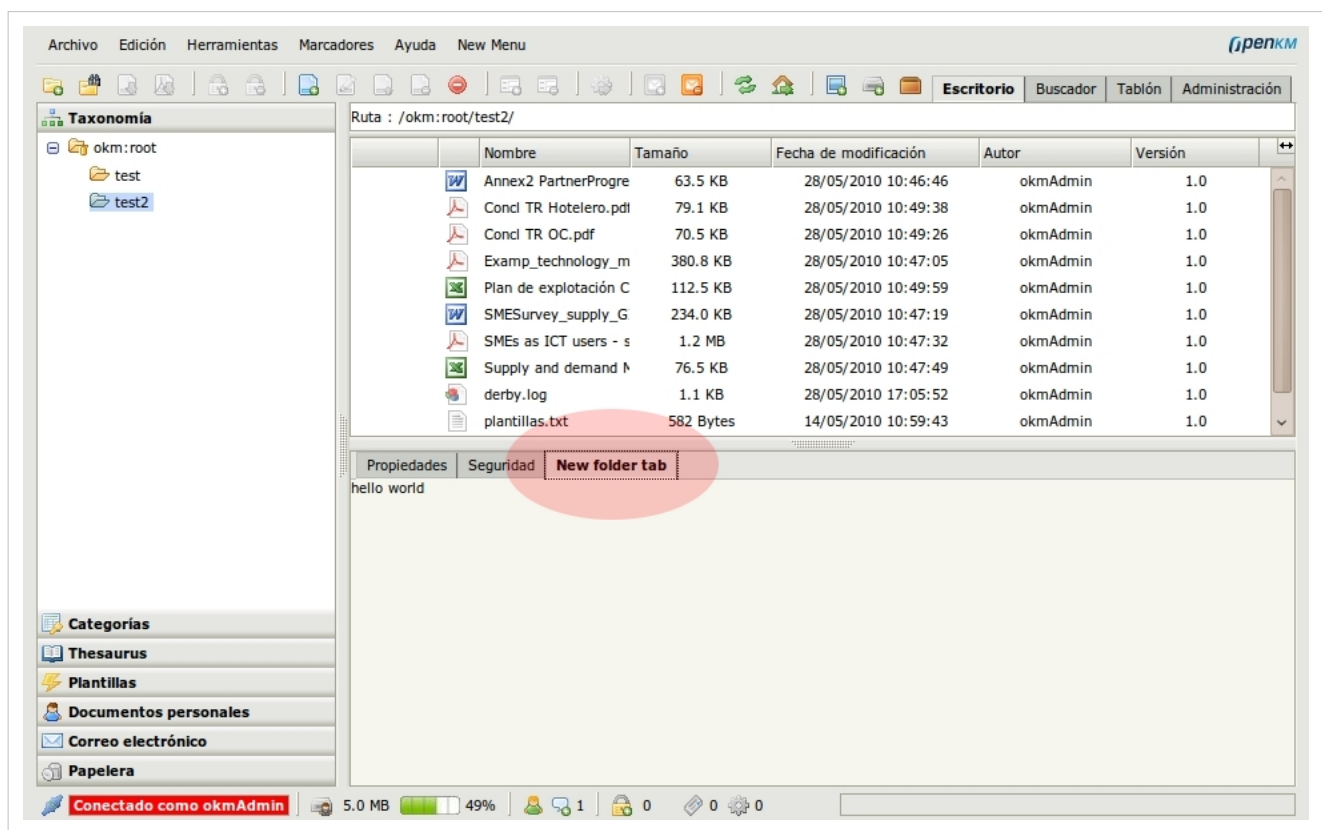 Archivo Edición Herramientas Marcadores Ayuda New Menu
OpenKM
Escritorio Buscador Tablón Administración
Taxonomía
Ruta : /okm:root/test2/
okm:root
test
test2
Nombre Tamaño Fecha de modificación Autor Versión
Annex2 PartnerProgre 63.5 KB 28/05/2010 10:46:46 okmAdmin 1.0
Concl TR Hotelero.pdf 79.1 KB 28/05/2010 10:49:38 okmAdmin 1.0
Concl TR OC.pdf 70.5 KB 28/05/2010 10:49:26 okmAdmin 1.0
Examp_technology_m 380.8 KB 28/05/2010 10:47:05 okmAdmin 1.0
Plan de explotación C 112.5 KB 28/05/2010 10:49:59 okmAdmin 1.0
SMESurvey_supply_G 234.0 KB 28/05/2010 10:47:19 okmAdmin 1.0
SMEs as ICT users - s 1.2 MB 28/05/2010 10:47:32 okmAdmin 1.0
Supply and demand 76.5 KB 28/05/2010 10:47:49 okmAdmin 1.0
derby.log 1.1 KB 28/05/2010 17:05:52 okmAdmin 1.0
plantillas.txt 582 Bytes 14/05/2010 10:59:43 okmAdmin 1.0
Propiedades Seguridad New folder tab
hello world
Categorías
Thesaurus
Plantillas
Documentos personales
Correo electrónico
Papelera
Conectado como okmAdmin 5.0 MB 49% 1 0 0 0